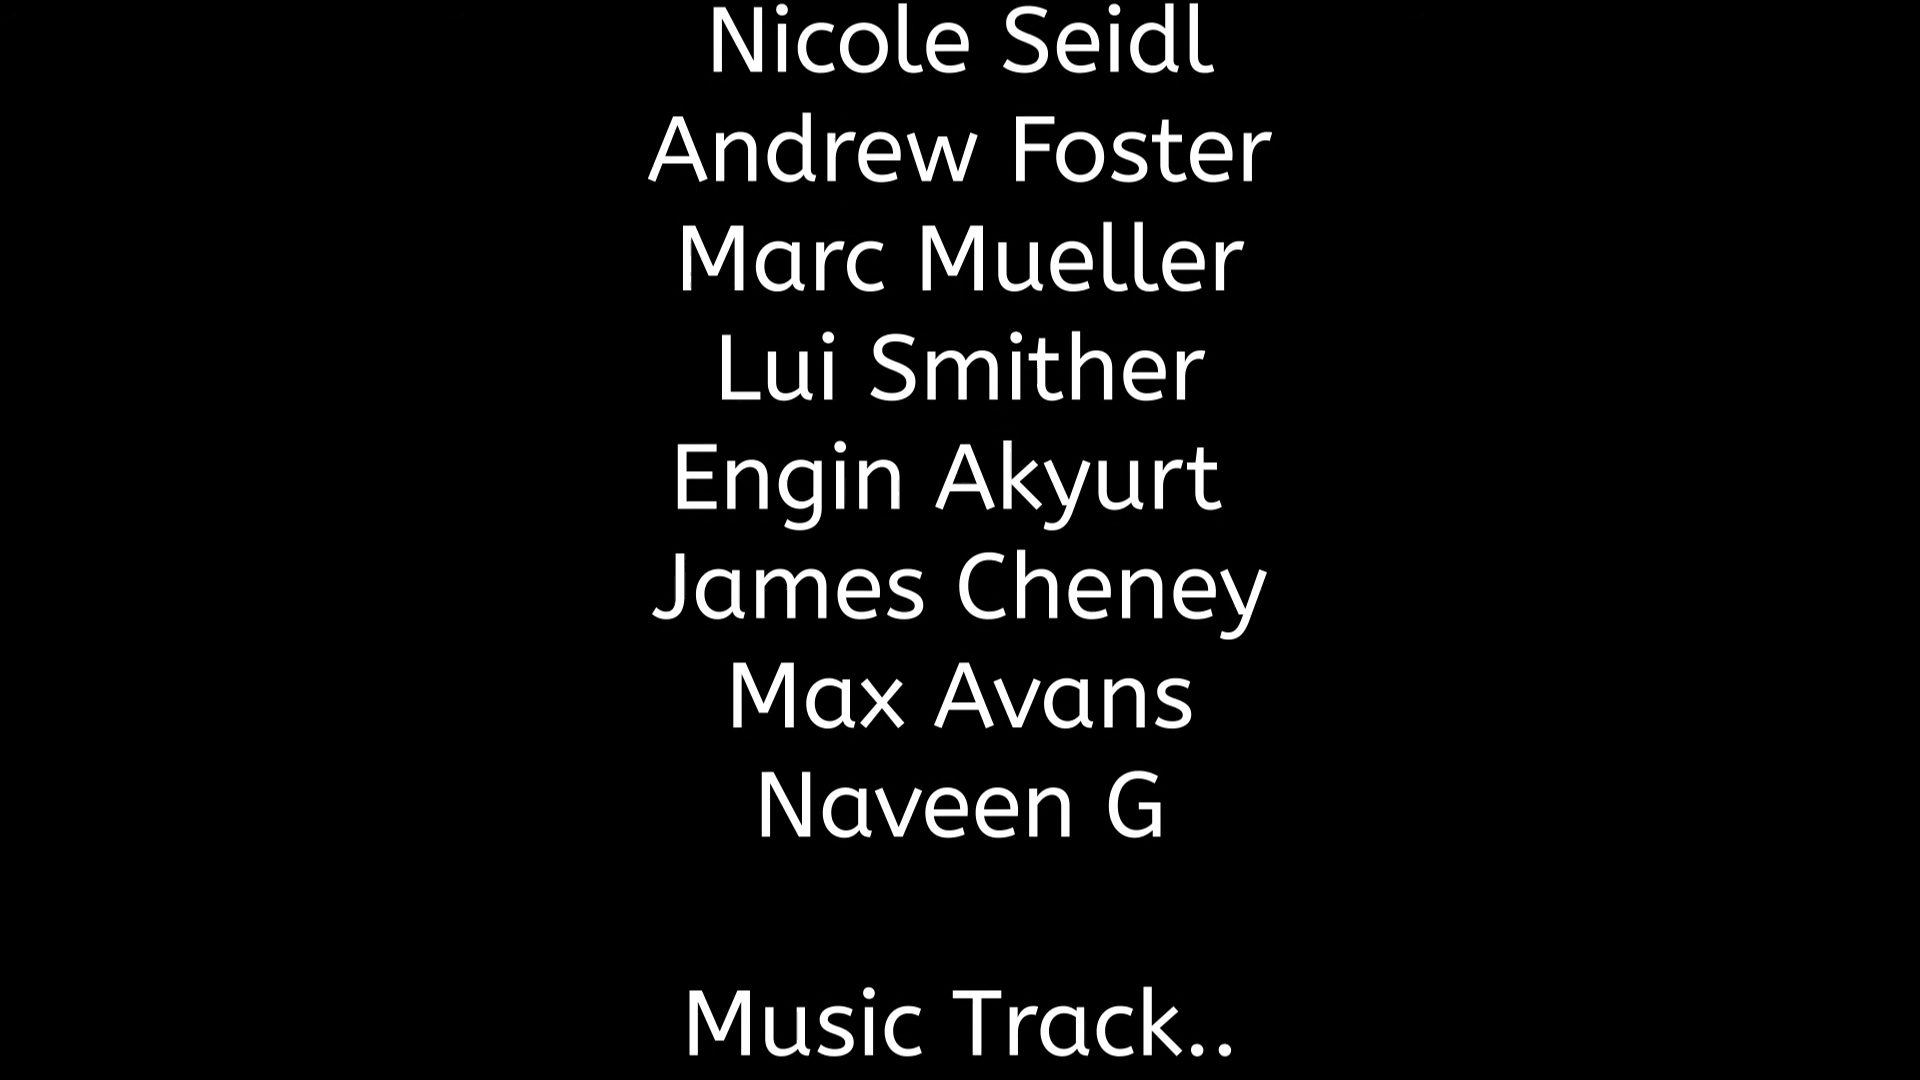 Nicole Seidl
Andrew Foster
Marc Mueller
Lui Smither
Engin Akyurt
James Cheney
Max Avans
Naveen G
Music Track..